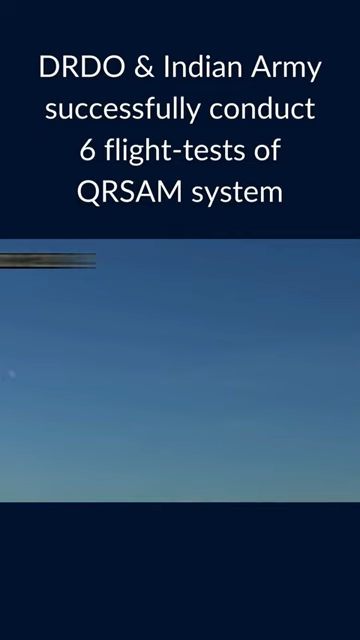 DRDO & Indian Army
successfully conduct
6 flight-tests of
QRSAM system